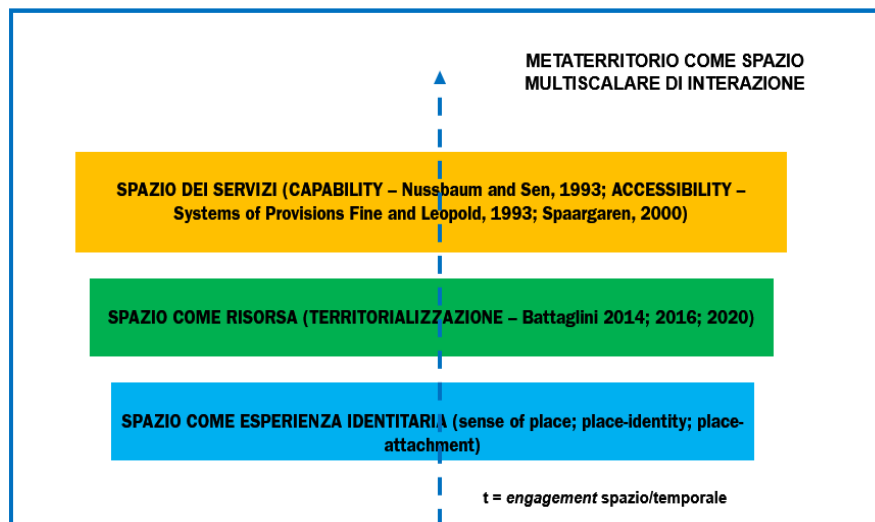 METATERRITORIO COME SPAZIO
MULTISCALARE DI INTERAZIONE
SPAZIO DEI SERVIZI (CAPABILITY – Nussbaum and Sen, 1993; ACCESSIBILITY –
Systems of Provisions Fine and Leopold, 1993; Spaargaren, 2000)
SPAZIO COME RISORSA (TERRITORIALIZZAZIONE – Battaglini 2014; 2016; 2020)
SPAZIO COME ESPERIENZA IDENTITARIA (sense of place; place-identity; place-
attachment)
t = engagement spazio/temporale